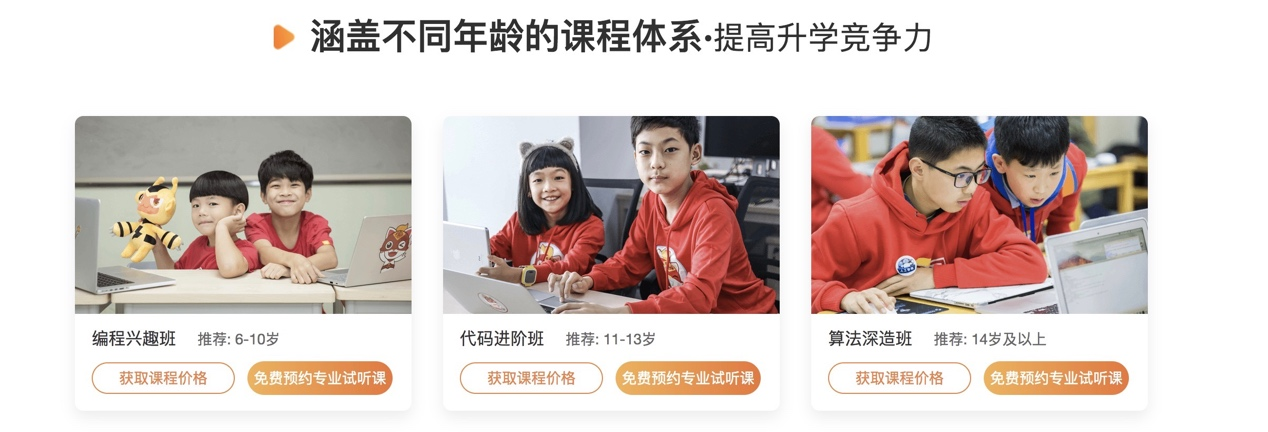 涵盖不同年龄的课程体系·提高升学竞争力
编程兴趣班 推荐: 6-10岁
获取课程价格 免费预约专业试听课
代码进阶班 推荐: 11-13岁
获取课程价格 免费预约专业试听课
算法深造班 推荐: 14岁及以上
获取课程价格 免费预约专业试听课